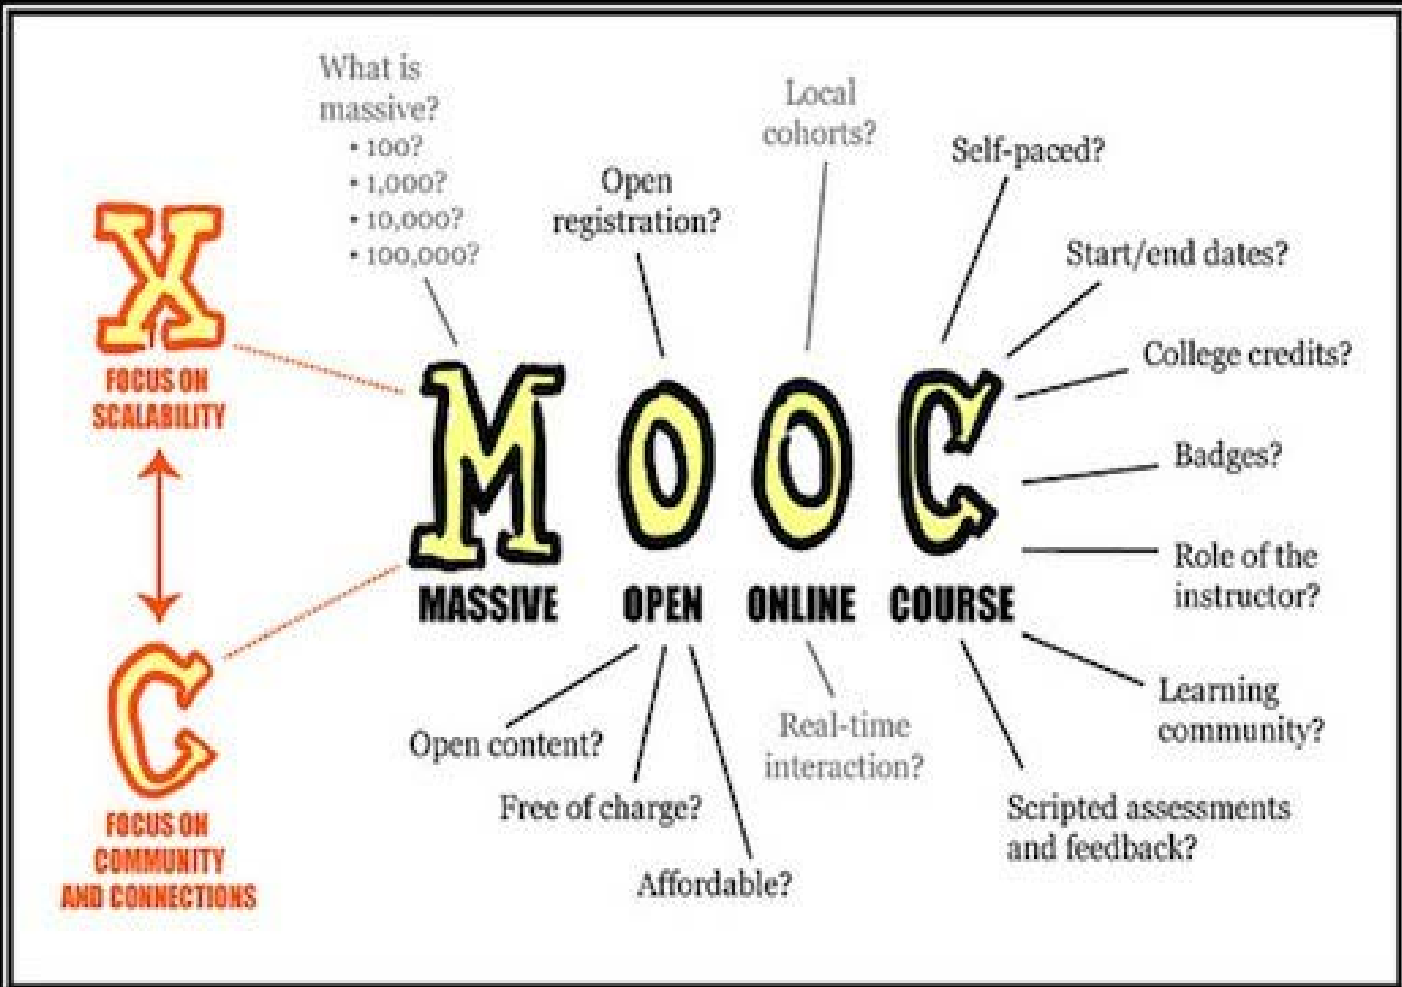 What is
massive?
• 100?
• 1,000?
• 10,000?
• 100,000?
Open
registration?
Local
cohorts?
Self-paced?
Start/end dates?
College credits?
Badges?
Role of the
instructor?
Learning
community?
Scripted assessments
and feedback?
X
FOCUS ON
SCALABILITY
C
FOCUS ON
COMMUNITY
AND CONNECTIONS
MOOC
MASSIVE OPEN ONLINE COURSE
Open content?
Free of charge?
Affordable?
Real-time
interaction?